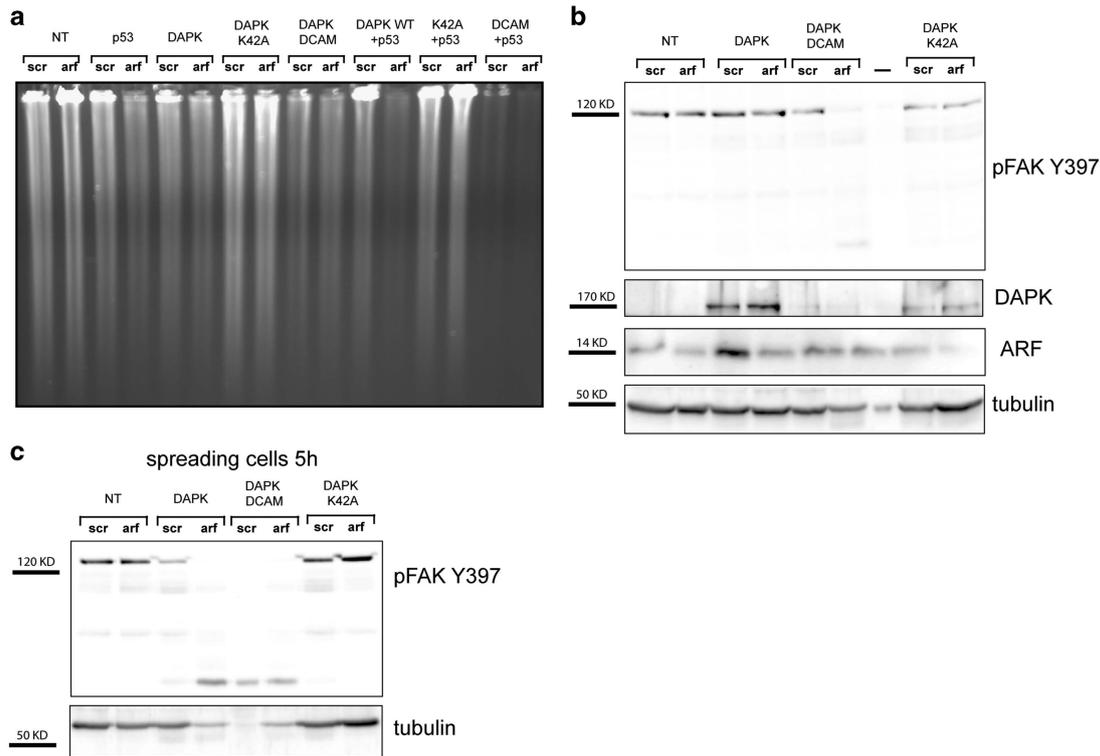 a
NT p53 DAPK DAPK K42A DAPK DCAM DAPK WT +p53 K42A +p53 DCAM +p53
scr arf scr arf scr arf scr arf scr arf scr arf scr arf scr arf
b
NT DAPK DAPK DCAM — DAPK K42A
scr arf scr arf scr arf scr arf
120 KD
pFAK Y397
170 KD DAPK
14 KD ARF
50 KD tubulin
c
spreading cells 5h
NT DAPK DAPK DCAM DAPK K42A
scr arf scr arf scr arf scr arf
120 KD pFAK Y397
50 KD tubulin